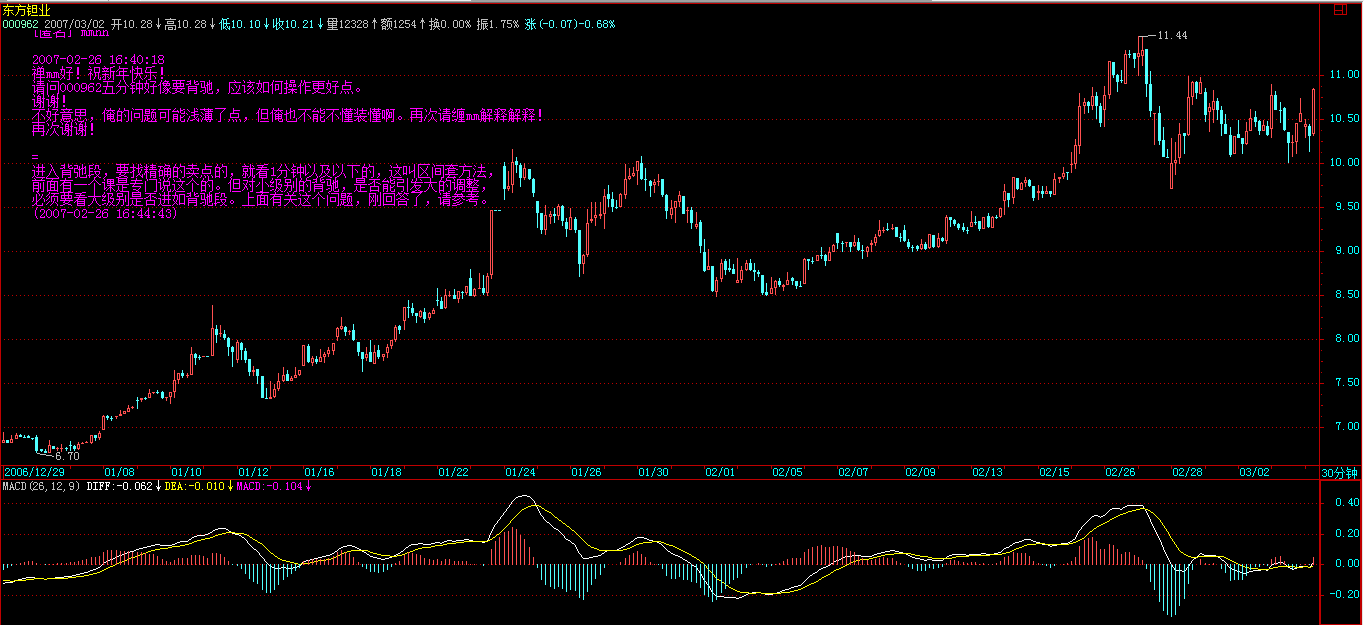 东方钽业
000962 2007/03/02 开10.28↓高10.28↓低10.10↓收10.21↓量12328↑额1254↑换0.00% 振1.75% 涨(-0.07)-0.68%
[匿名] mmnn
2007-02-26 16:40:18
禅mm好！祝新年快乐！
请问000962五分钟好像要背驰，应该如何操作更好点。
谢谢！
不好意思，俺的问题可能浅薄了点，但俺也不能不懂装懂啊。再次请缠mm解释解释！
再次谢谢！
=
进入背弛段，要找精确的卖点的，就看1分钟以及以下的，这叫区间套方法，
前面有一个课是专门说这个的。但对小级别的背驰，是否能引发大的调整，
必须要看大级别是否进如背驰段。上面有关这个问题，刚回答了，请参考。
(2007-02-26 16:44:43)
11.44
11.00
10.50
10.00
9.50
9.00
8.50
8.00
7.50
7.00
6.70
2006/12/29 01/08 01/10 01/12 01/16 01/18 01/22 01/24 01/26 01/30 02/01 02/05 02/07 02/09 02/13 02/15 02/26 02/28 03/02 30分钟
MACD(26,12,9) DIFF:-0.062↓DEA:-0.010↓MACD:-0.104↓
0.40
0.20
0.00
-0.20